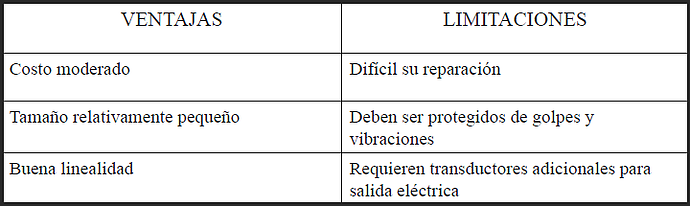 VENTAJAS
LIMITACIONES
Costo moderado
Difícil su reparación
Tamaño relativamente pequeño
Deben ser protegidos de golpes y
vibraciones
Buena linealidad
Requieren transductores adicionales para
salida eléctrica